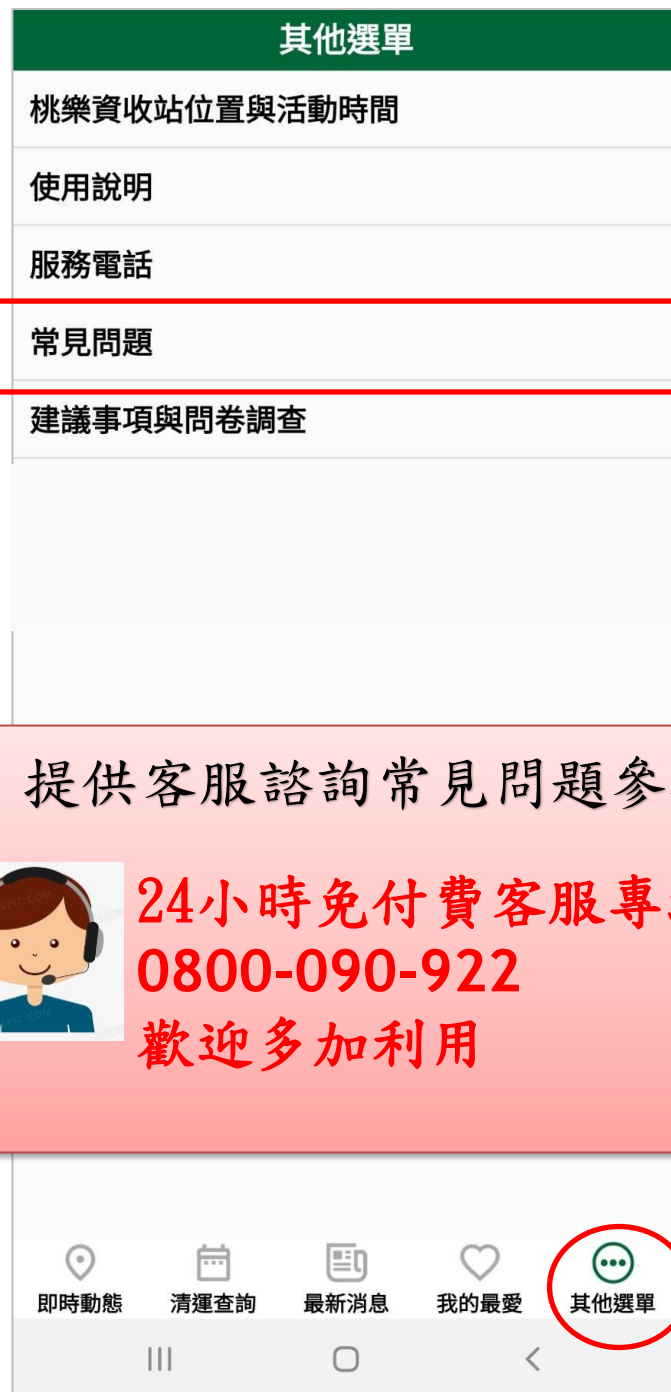 其他選單
桃樂資收站位置與活動時間
使用說明
服務電話
常見問題
建議事項與問卷調查
提供客服諮詢常見問題參
24小時免付費客服專
0800-090-922
歡迎多加利用
即時動態 清運查詢 最新消息 我的最愛 其他選單